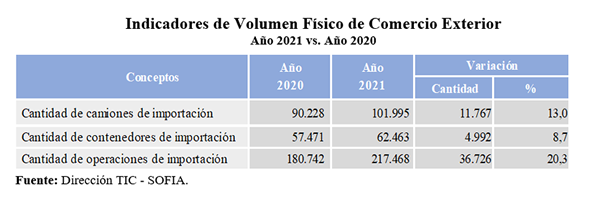 Indicadores de Volumen Físico de Comercio Exterior
Año 2021 vs. Año 2020
Conceptos Año 2020 Año 2021 Variación
Cantidad %
Cantidad de camiones de importación 90.228 101.995 11.767 13,0
Cantidad de contenedores de importación 57.471 62.463 4.992 8,7
Cantidad de operaciones de importación 180.742 217.468 36.726 20,3
Fuente: Dirección TIC - SOFIA.